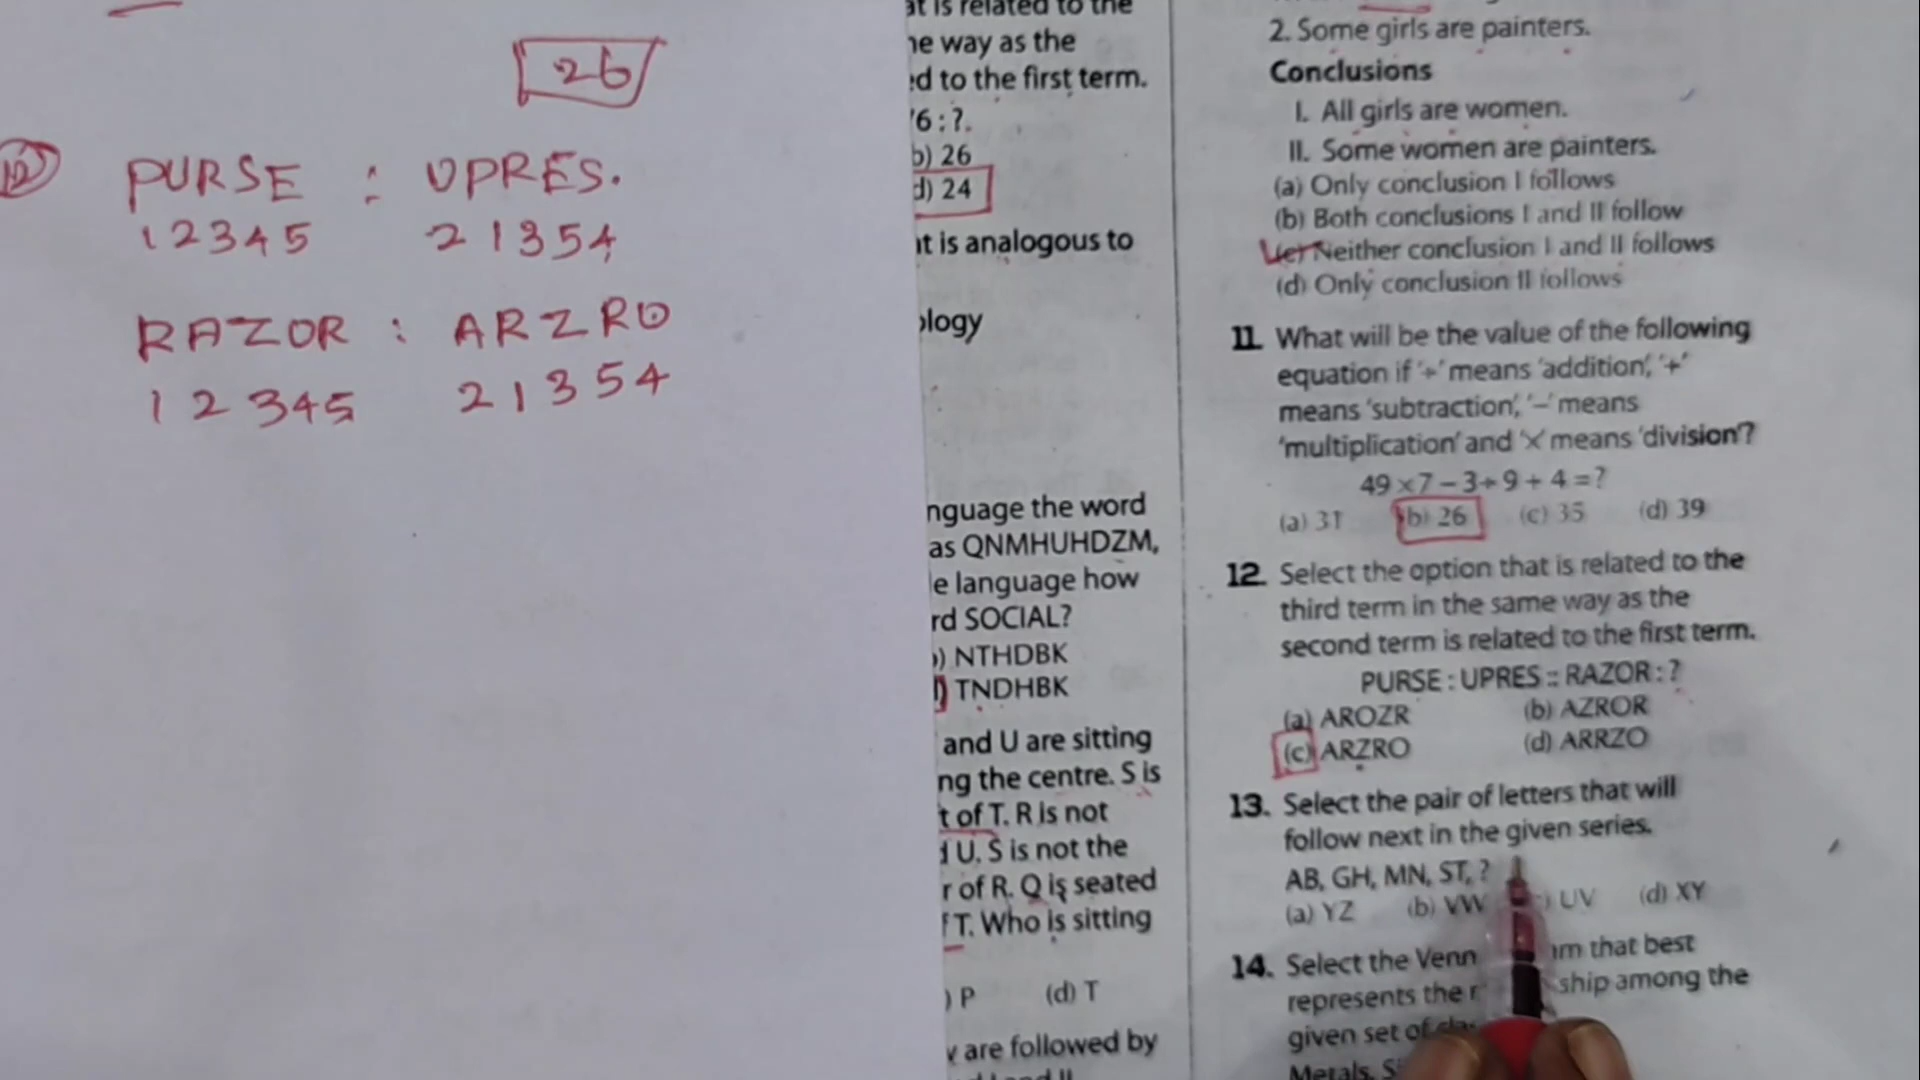 26
12 PURSE : UPRES.
12345 21354
RAZOR : ARZRO
12345 21354
at is related to the
ne way as the
ed to the first term.
76 : ?.
b) 26
d) 24
at is analogous to
ology
nguage the word
as QNMHUHDZM,
e language how
rd SOCIAL?
) NTHDBK
) TNDHBK
and U are sitting
ng the centre. S is
t of T. R is not
U. S is not the
r of R. Q is seated
T. Who is sitting
) P (d) T
are followed by
2. Some girls are painters.
Conclusions
I. All girls are women.
II. Some women are painters.
(a) Only conclusion I follows
(b) Both conclusions I and II follow
(c) Neither conclusion I and II follows
(d) Only conclusion II follows
11. What will be the value of the following
equation if '÷' means 'addition', '+'
means 'subtraction', '−' means
'multiplication' and '×' means 'division'?
49 × 7 − 3 ÷ 9 + 4 = ?
(a) 31 (b) 26 (c) 35 (d) 39
12. Select the option that is related to the
third term in the same way as the
second term is related to the first term.
PURSE : UPRES :: RAZOR : ?
(a) AROZR (b) AZROR
(c) ARZRO (d) ARRZO
13. Select the pair of letters that will
follow next in the given series.
AB, GH, MN, ST, ?
(a) YZ (b) VW ) UV (d) XY
14. Select the Venn am that best
represents the r ship among the
given set of
Metals, S